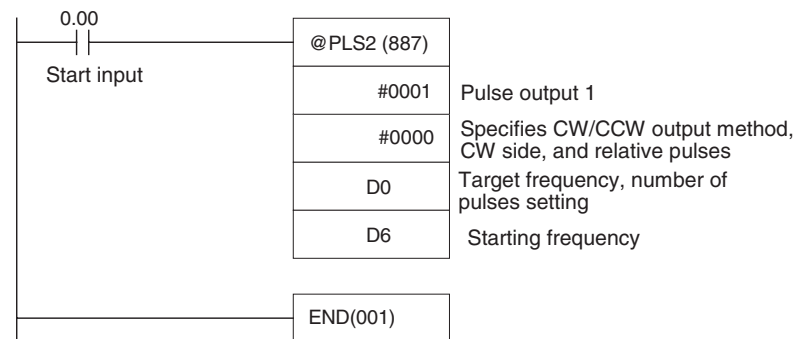 0.00
@PLS2 (887)
Start input
#0001 Pulse output 1
#0000 Specifies CW/CCW output method,
CW side, and relative pulses
D0 Target frequency, number of
pulses setting
D6 Starting frequency
END(001)